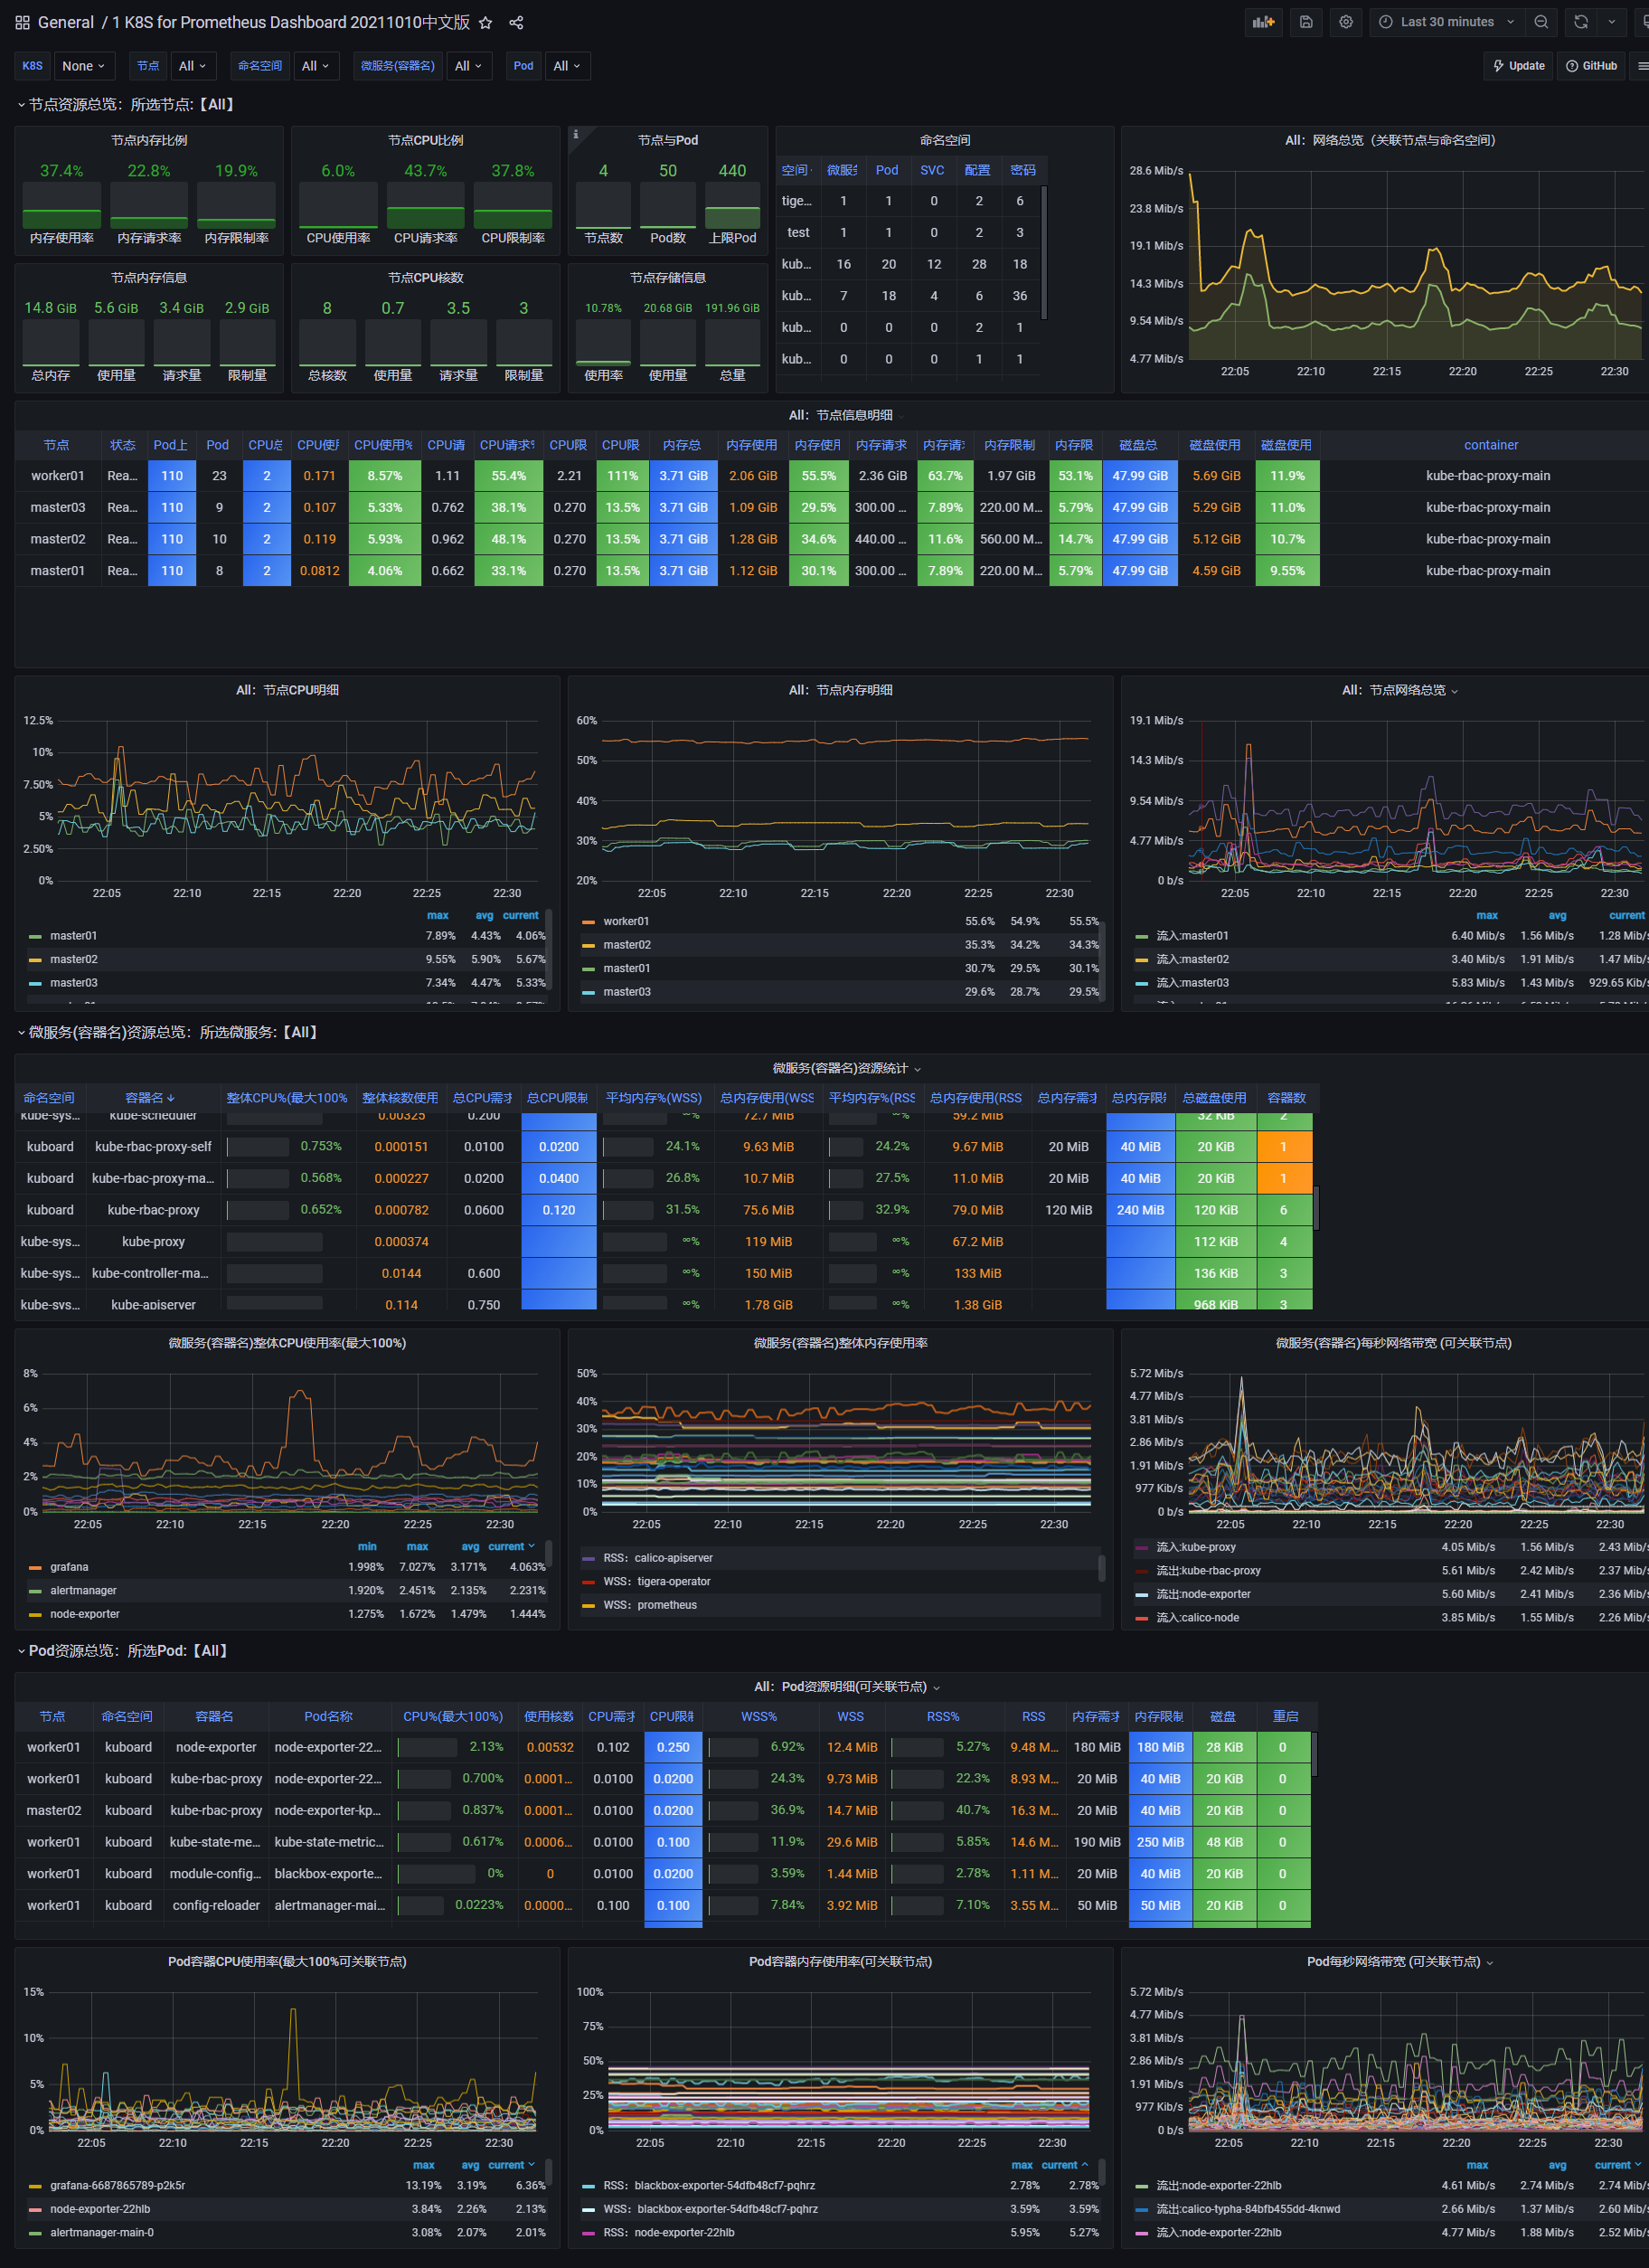 General / 1 K8S for Prometheus Dashboard 20211010中文版
Last 30 minutes
K8S None 节点 All 命名空间 All 微服务(容器名) All Pod All
Update GitHub
节点资源总览：所选节点:【All】
节点内存比例
37.4% 22.8% 19.9%
内存使用率 内存请求率 内存限制率
节点CPU比例
6.0% 43.7% 37.8%
CPU使用率 CPU请求率 CPU限制率
节点与Pod
4 50 440
节点数 Pod数 上限Pod
节点内存信息
14.8 GiB 5.6 GiB 3.4 GiB 2.9 GiB
总内存 使用量 请求量 限制量
节点CPU核数
8 0.7 3.5 3
总核数 使用量 请求量 限制量
节点存储信息
10.78% 20.68 GiB 191.96 GiB
使用率 使用量 总量
命名空间
空间 微服务 Pod SVC 配置 密码
tige... 1 1 0 2 6
test 1 1 0 2 3
kub... 16 20 12 28 18
kub... 7 18 4 6 36
kub... 0 0 0 2 1
kub... 0 0 0 1 1
All：网络总览（关联节点与命名空间)
28.6 Mib/s
23.8 Mib/s
19.1 Mib/s
14.3 Mib/s
9.54 Mib/s
4.77 Mib/s
22:05 22:10 22:15 22:20 22:25 22:30
All：节点信息明细
节点 状态 Pod上 Pod CPU总 CPU使用 CPU使用% CPU请 CPU请求% CPU限 CPU限 内存总 内存使用 内存使用 内存请求 内存请求 内存限制 内存限 磁盘总 磁盘使用 磁盘使用 container
worker01 Rea... 110 23 2 0.171 8.57% 1.11 55.4% 2.21 111% 3.71 GiB 2.06 GiB 55.5% 2.36 GiB 63.7% 1.97 GiB 53.1% 47.99 GiB 5.69 GiB 11.9% kube-rbac-proxy-main
master03 Rea... 110 9 2 0.107 5.33% 0.762 38.1% 0.270 13.5% 3.71 GiB 1.09 GiB 29.5% 300.00 ... 7.89% 220.00 M... 5.79% 47.99 GiB 5.29 GiB 11.0% kube-rbac-proxy-main
master02 Rea... 110 10 2 0.119 5.93% 0.962 48.1% 0.270 13.5% 3.71 GiB 1.28 GiB 34.6% 440.00 ... 11.6% 560.00 M... 14.7% 47.99 GiB 5.12 GiB 10.7% kube-rbac-proxy-main
master01 Rea... 110 8 2 0.0812 4.06% 0.662 33.1% 0.270 13.5% 3.71 GiB 1.12 GiB 30.1% 300.00 ... 7.89% 220.00 M... 5.79% 47.99 GiB 4.59 GiB 9.55% kube-rbac-proxy-main
All：节点CPU明细
12.5%
10%
7.50%
5%
2.50%
0%
22:05 22:10 22:15 22:20 22:25 22:30
max avg current
master01 7.89% 4.43% 4.06%
master02 9.55% 5.90% 5.67%
master03 7.34% 4.47% 5.33%
All：节点内存明细
60%
50%
40%
30%
20%
22:05 22:10 22:15 22:20 22:25 22:30
worker01 55.6% 54.9% 55.5%
master02 35.3% 34.2% 34.3%
master01 30.7% 29.5% 30.1%
master03 29.6% 28.7% 29.5%
All：节点网络总览
19.1 Mib/s
14.3 Mib/s
9.54 Mib/s
4.77 Mib/s
0 b/s
22:05 22:10 22:15 22:20 22:25 22:30
max avg current
流入:master01 6.40 Mib/s 1.56 Mib/s 1.28 Mib/s
流入:master02 3.40 Mib/s 1.91 Mib/s 1.47 Mib/s
流入:master03 5.83 Mib/s 1.43 Mib/s 929.65 Kib/s
微服务(容器名)资源总览：所选微服务:【All】
微服务(容器名)资源统计
命名空间 容器名 整体CPU%(最大100% 整体核数使用 总CPU需求 总CPU限制 平均内存%(WSS) 总内存使用(WSS 平均内存%(RSS 总内存使用(RSS 总内存需求 总内存限制 总磁盘使用 容器数
kube-sys... kube-scheduler 0.00325 0.200 ∞% 72.7 MiB ∞% 59.2 MiB 32 KiB 2
kuboard kube-rbac-proxy-self 0.753% 0.000151 0.0100 0.0200 24.1% 9.63 MiB 24.2% 9.67 MiB 20 MiB 40 MiB 20 KiB 1
kuboard kube-rbac-proxy-ma... 0.568% 0.000227 0.0200 0.0400 26.8% 10.7 MiB 27.5% 11.0 MiB 20 MiB 40 MiB 20 KiB 1
kuboard kube-rbac-proxy 0.652% 0.000782 0.0600 0.120 31.5% 75.6 MiB 32.9% 79.0 MiB 120 MiB 240 MiB 120 KiB 6
kube-sys... kube-proxy 0.000374 ∞% 119 MiB ∞% 67.2 MiB 112 KiB 4
kube-sys... kube-controller-ma... 0.0144 0.600 ∞% 150 MiB ∞% 133 MiB 136 KiB 3
kube-sys... kube-apiserver 0.114 0.750 ∞% 1.78 GiB ∞% 1.38 GiB 968 KiB 3
微服务(容器名)整体CPU使用率(最大100%)
8%
6%
4%
2%
0%
22:05 22:10 22:15 22:20 22:25 22:30
min max avg current
grafana 1.998% 7.027% 3.171% 4.063%
alertmanager 1.920% 2.451% 2.135% 2.231%
node-exporter 1.275% 1.672% 1.479% 1.444%
微服务(容器名)整体内存使用率
50%
40%
30%
20%
10%
0%
22:05 22:10 22:15 22:20 22:25 22:30
RSS：calico-apiserver
WSS：tigera-operator
WSS：prometheus
微服务(容器名)每秒网络带宽 (可关联节点)
5.72 Mib/s
4.77 Mib/s
3.81 Mib/s
2.86 Mib/s
1.91 Mib/s
977 Kib/s
0 b/s
22:05 22:10 22:15 22:20 22:25 22:30
流入:kube-proxy 4.05 Mib/s 1.56 Mib/s 2.43 Mib/s
流出:kube-rbac-proxy 5.61 Mib/s 2.42 Mib/s 2.37 Mib/s
流出:node-exporter 5.60 Mib/s 2.41 Mib/s 2.36 Mib/s
流入:calico-node 3.85 Mib/s 1.55 Mib/s 2.26 Mib/s
Pod资源总览：所选Pod:【All】
All：Pod资源明细(可关联节点)
节点 命名空间 容器名 Pod名称 CPU%(最大100%) 使用核数 CPU需求 CPU限制 WSS% WSS RSS% RSS 内存需求 内存限制 磁盘 重启
worker01 kuboard node-exporter node-exporter-22... 2.13% 0.00532 0.102 0.250 6.92% 12.4 MiB 5.27% 9.48 M... 180 MiB 180 MiB 28 KiB 0
worker01 kuboard kube-rbac-proxy node-exporter-22... 0.700% 0.0001... 0.0100 0.0200 24.3% 9.73 MiB 22.3% 8.93 M... 20 MiB 40 MiB 20 KiB 0
master02 kuboard kube-rbac-proxy node-exporter-kp... 0.837% 0.0001... 0.0100 0.0200 36.9% 14.7 MiB 40.7% 16.3 M... 20 MiB 40 MiB 20 KiB 0
worker01 kuboard kube-state-me... kube-state-metric... 0.617% 0.0006... 0.0100 0.100 11.9% 29.6 MiB 5.85% 14.6 M... 190 MiB 250 MiB 48 KiB 0
worker01 kuboard module-config... blackbox-exporte... 0% 0 0.0100 0.0200 3.59% 1.44 MiB 2.78% 1.11 M... 20 MiB 40 MiB 20 KiB 0
worker01 kuboard config-reloader alertmanager-mai... 0.0223% 0.0000... 0.100 0.100 7.84% 3.92 MiB 7.10% 3.55 M... 50 MiB 50 MiB 20 KiB 0
Pod容器CPU使用率(最大100%可关联节点)
15%
10%
5%
0%
22:05 22:10 22:15 22:20 22:25 22:30
max avg current
grafana-6687865789-p2k5r 13.19% 3.19% 6.36%
node-exporter-22hlb 3.84% 2.26% 2.13%
alertmanager-main-0 3.08% 2.07% 2.01%
Pod容器内存使用率(可关联节点)
100%
75%
50%
25%
0%
22:05 22:10 22:15 22:20 22:25 22:30
max current
RSS：blackbox-exporter-54dfb48cf7-pqhrz 2.78% 2.78%
WSS：blackbox-exporter-54dfb48cf7-pqhrz 3.59% 3.59%
RSS：node-exporter-22hlb 5.95% 5.27%
Pod每秒网络带宽 (可关联节点)
5.72 Mib/s
4.77 Mib/s
3.81 Mib/s
2.86 Mib/s
1.91 Mib/s
977 Kib/s
0 b/s
22:05 22:10 22:15 22:20 22:25 22:30
max avg current
流出:node-exporter-22hlb 4.61 Mib/s 2.74 Mib/s 2.74 Mib/s
流出:calico-typha-84bfb455dd-4knwd 2.66 Mib/s 1.37 Mib/s 2.60 Mib/s
流入:node-exporter-22hlb 4.77 Mib/s 1.88 Mib/s 2.52 Mib/s